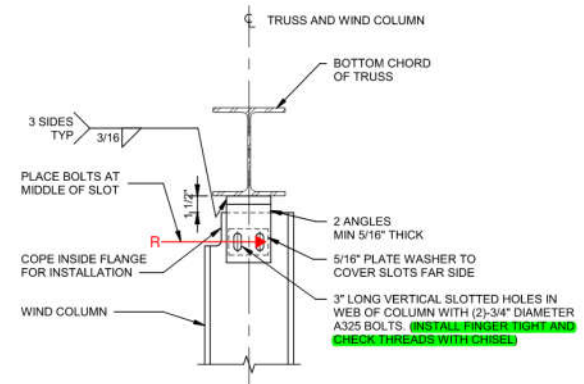 ℄ TRUSS AND WIND COLUMN
BOTTOM CHORD
OF TRUSS
3 SIDES
TYP
3/16
PLACE BOLTS AT
MIDDLE OF SLOT
1 1/2"
R
2 ANGLES
MIN 5/16" THICK
COPE INSIDE FLANGE
FOR INSTALLATION
5/16" PLATE WASHER TO
COVER SLOTS FAR SIDE
WIND COLUMN
3" LONG VERTICAL SLOTTED HOLES IN
WEB OF COLUMN WITH (2)-3/4" DIAMETER
A325 BOLTS. (INSTALL FINGER TIGHT AND
CHECK THREADS WITH CHISEL)